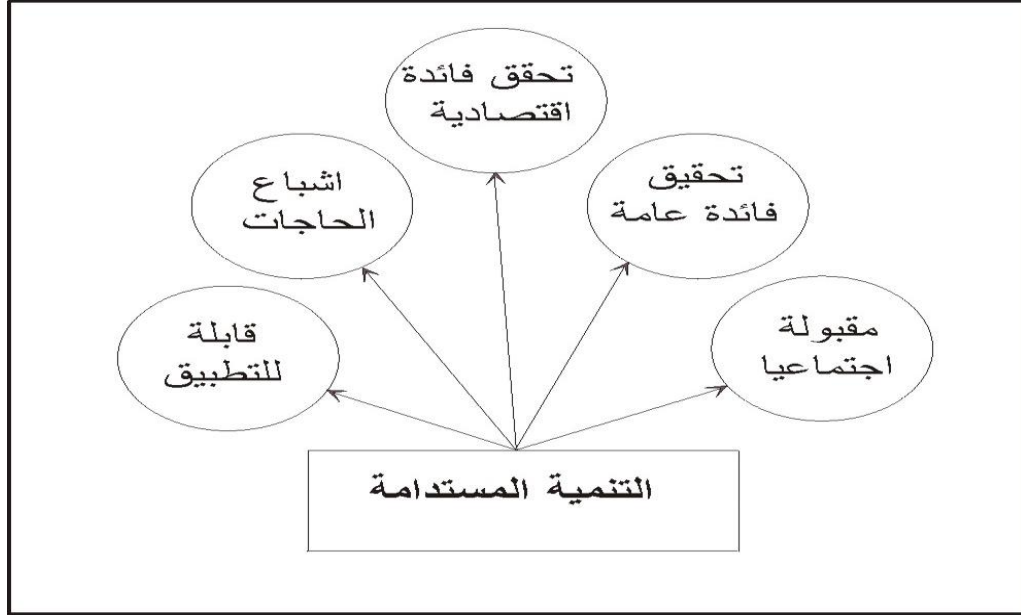 تحقق فائدة
اقتصادية
تحقيق
فائدة عامة
اشباع
الحاجات
مقبولة
اجتماعيا
قابلة
للتطبيق
التنمية المستدامة